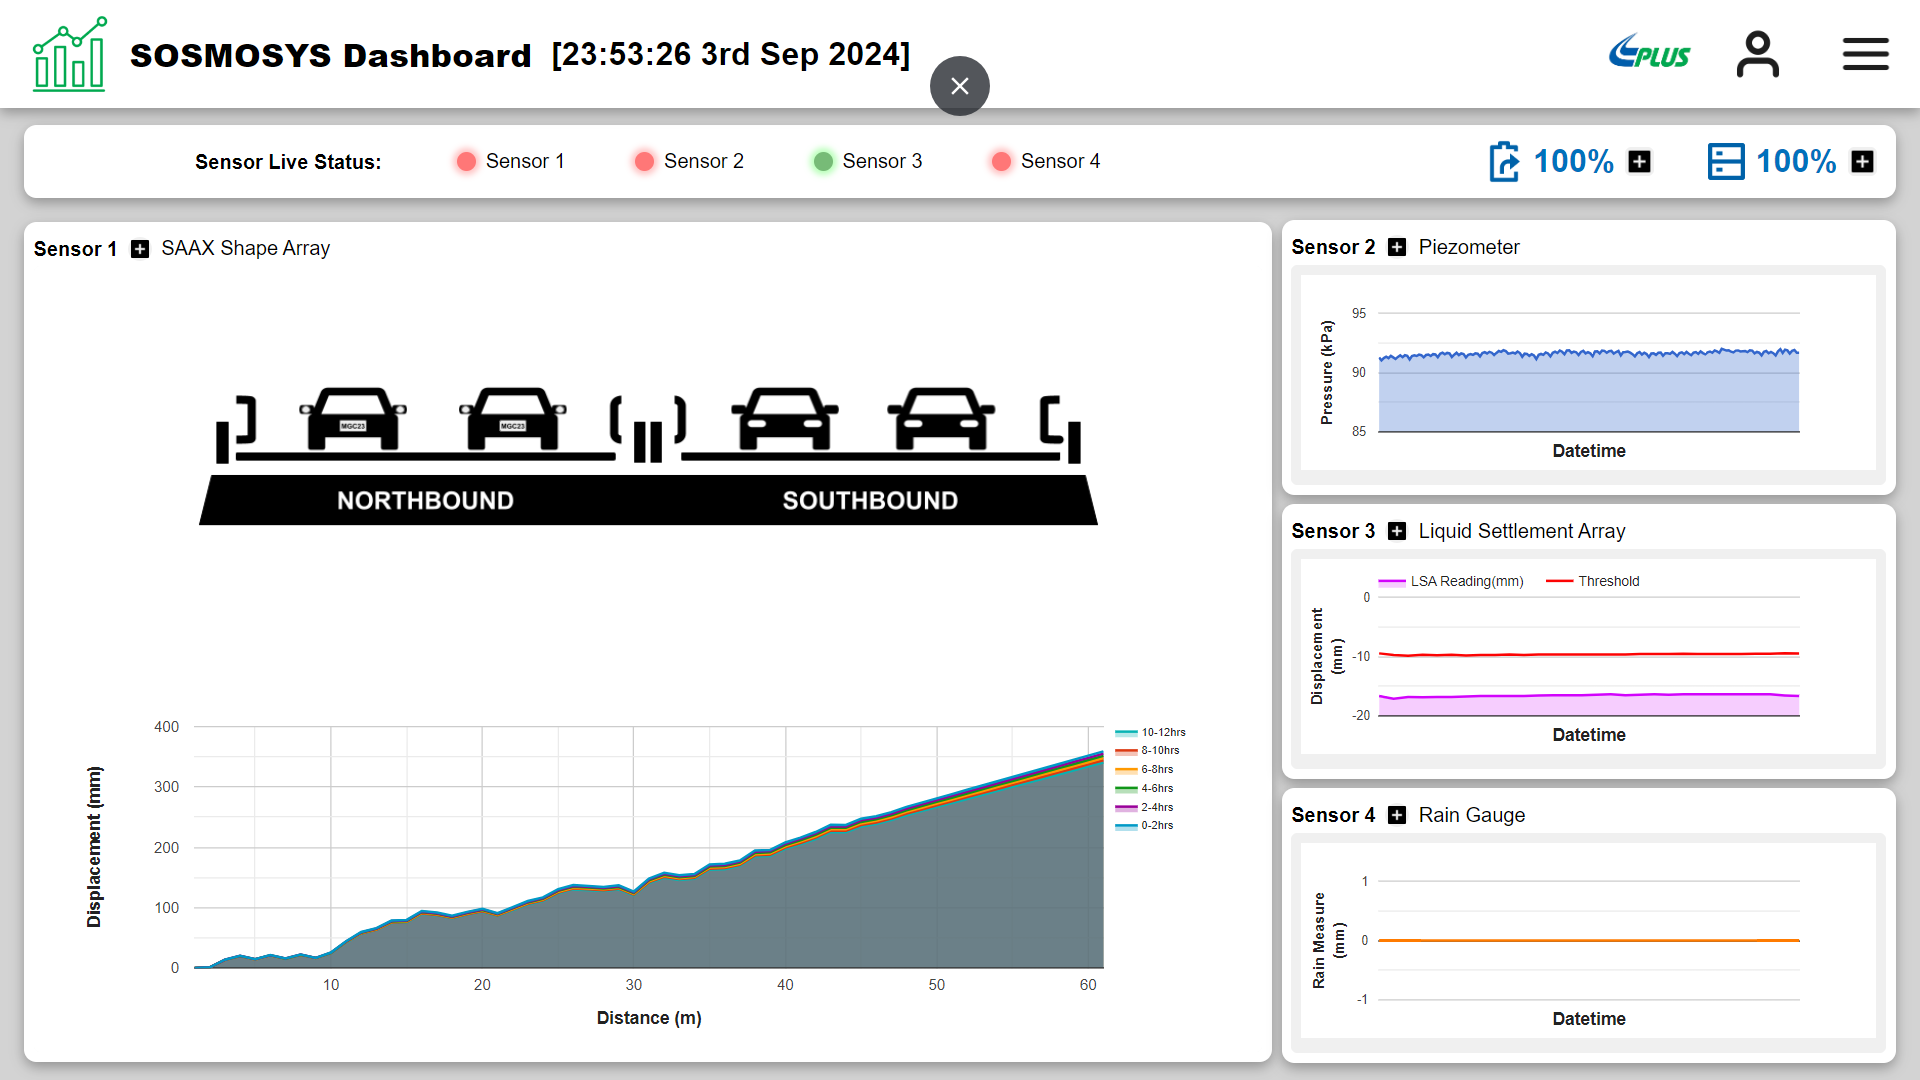 SOSMOSYS Dashboard [23:53:26 3rd Sep 2024]
PLUS
Sensor Live Status: Sensor 1 Sensor 2 Sensor 3 Sensor 4 100% 100%
Sensor 1 SAAX Shape Array
MGC23 MGC23
NORTHBOUND SOUTHBOUND
400
300
200
100
0
Displacement (mm)
10 20 30 40 50 60
Distance (m)
10-12hrs
8-10hrs
6-8hrs
4-6hrs
2-4hrs
0-2hrs
Sensor 2 Piezometer
95
90
85
Pressure (kPa)
Datetime
Sensor 3 Liquid Settlement Array
LSA Reading(mm) Threshold
0
-10
-20
Displacement
(mm)
Datetime
Sensor 4 Rain Gauge
1
0
-1
Rain Measure
(mm)
Datetime